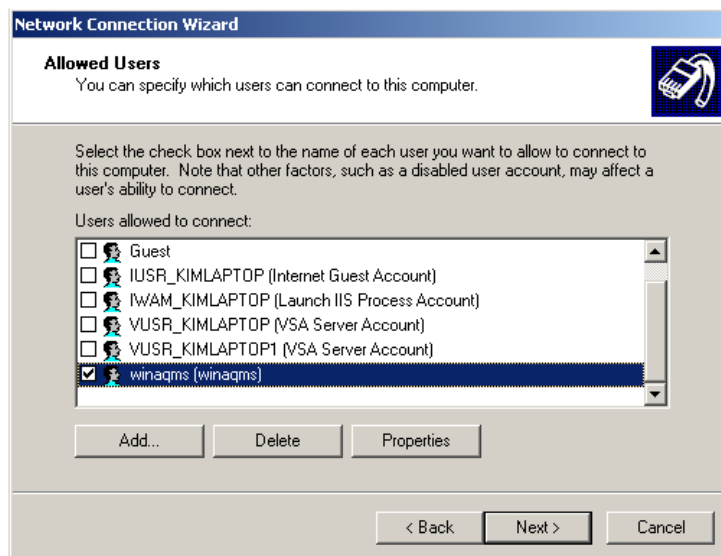 Network Connection Wizard
Allowed Users
You can specify which users can connect to this computer.
Select the check box next to the name of each user you want to allow to connect to
this computer.  Note that other factors, such as a disabled user account, may affect a
user's ability to connect.
Users allowed to connect:
Guest
IUSR_KIMLAPTOP (Internet Guest Account)
IWAM_KIMLAPTOP (Launch IIS Process Account)
VUSR_KIMLAPTOP (VSA Server Account)
VUSR_KIMLAPTOP1 (VSA Server Account)
winaqms (winaqms)
Add... Delete Properties
< Back Next > Cancel